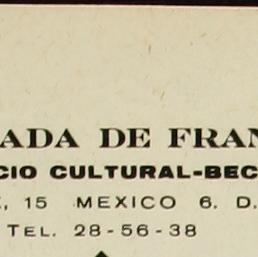 ADA DE FRAN
CIO CULTURAL-BEC
, 15 MEXICO 6. D.
TEL. 28-56-38